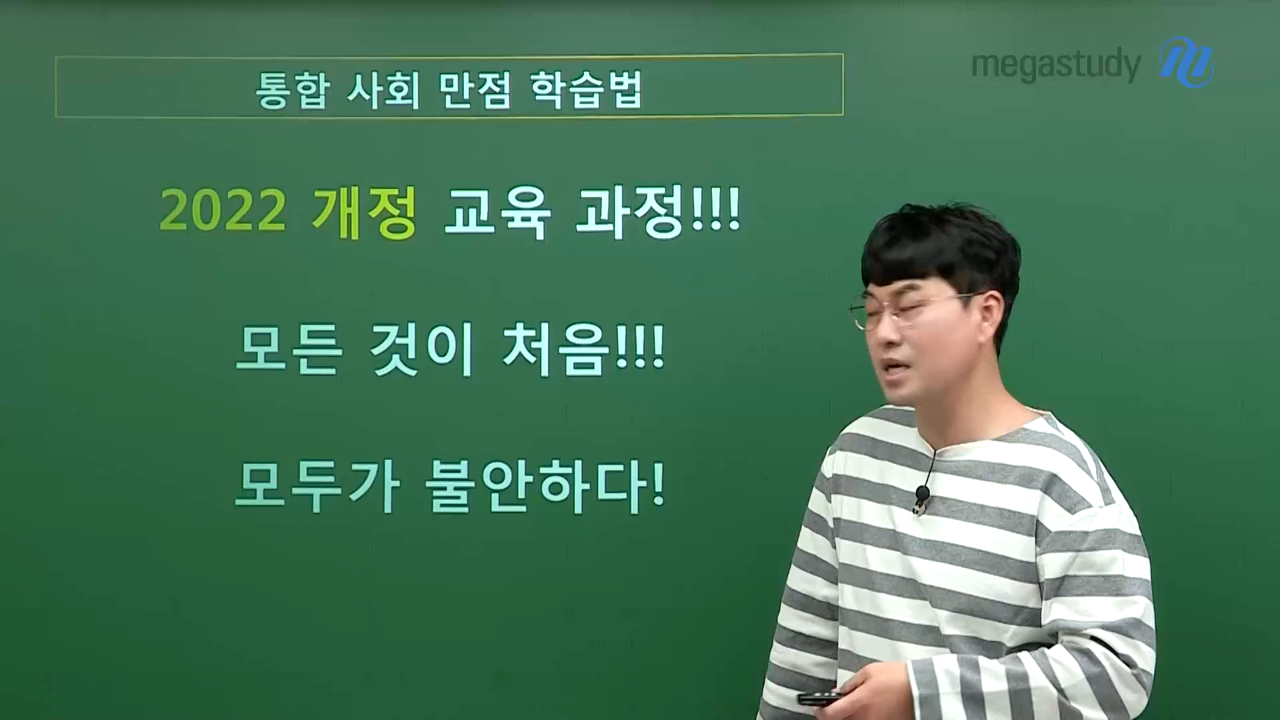 통합 사회 만점 학습법
megastudy
2022 개정 교육 과정!!!
모든 것이 처음!!!
모두가 불안하다!